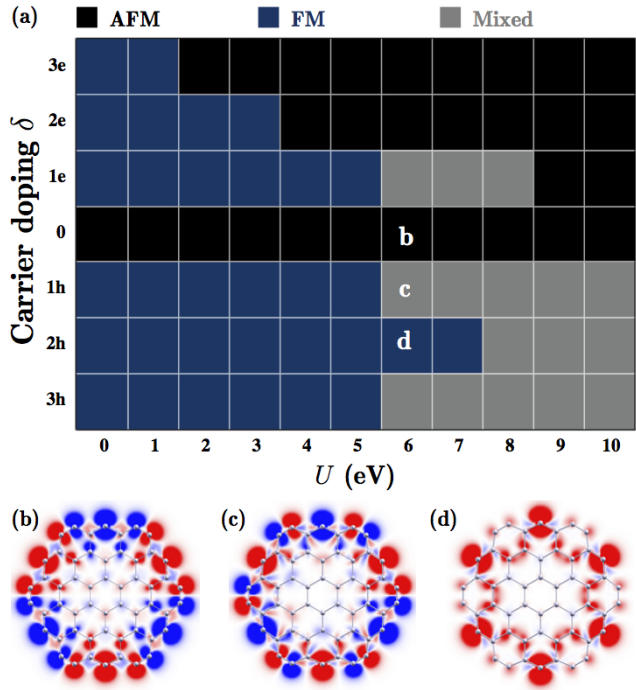 (a) AFM FM Mixed
Carrier doping δ
3e
2e
1e
0
1h
2h
3h
b
c
d
0 1 2 3 4 5 6 7 8 9 10
U (eV)
(b) (c) (d)